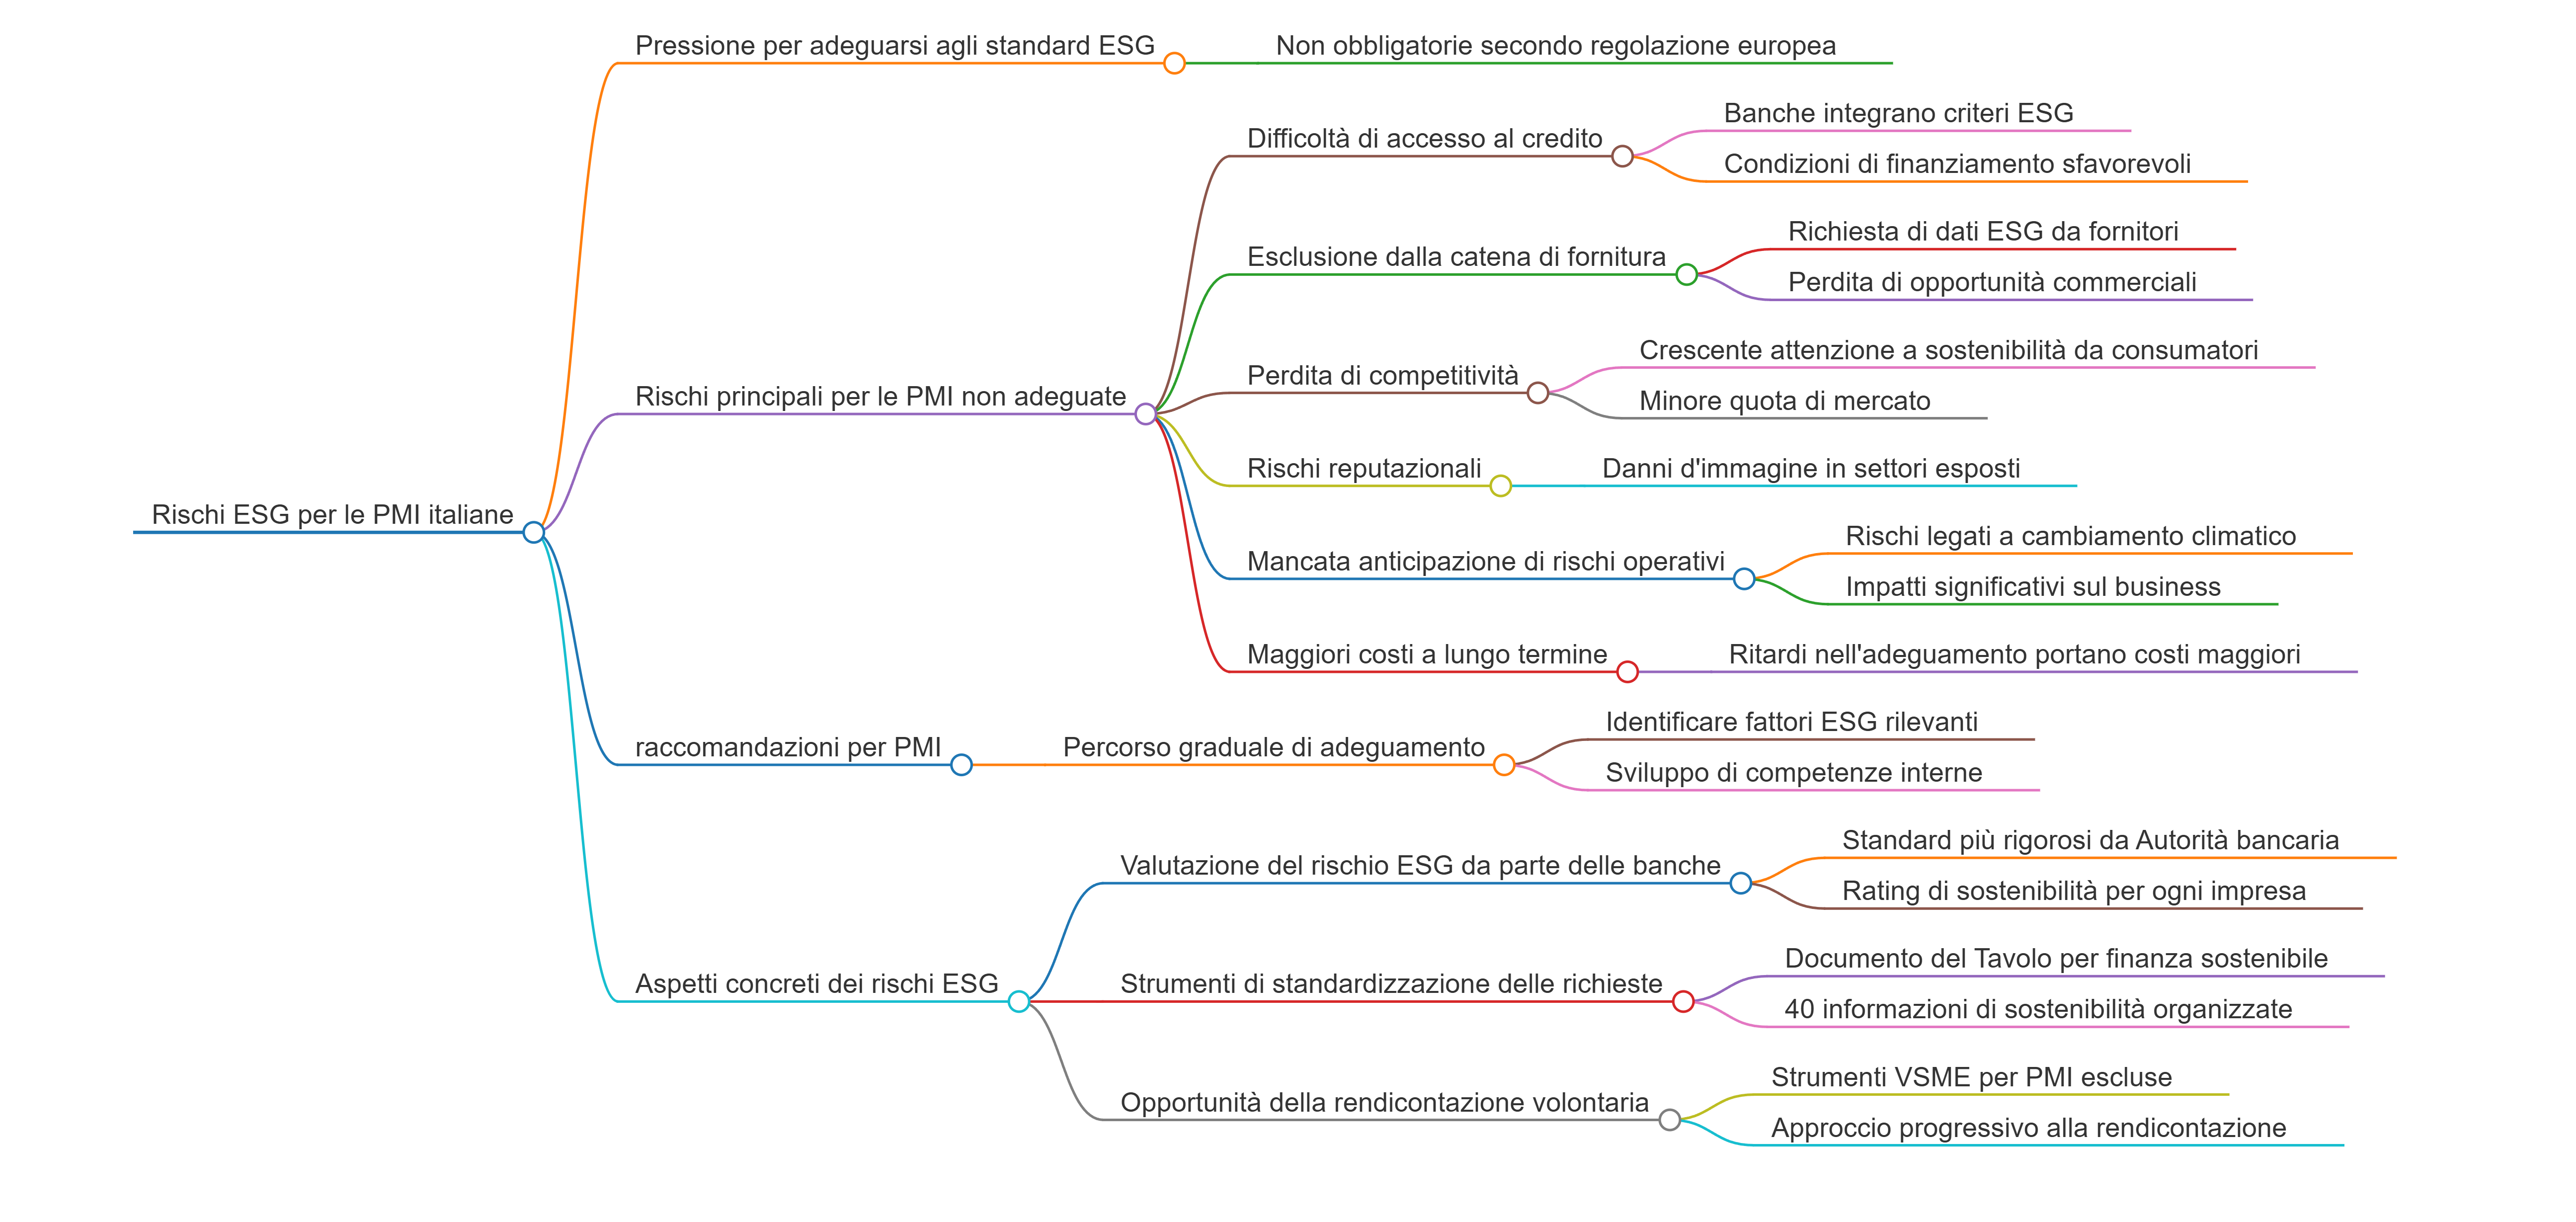 Rischi ESG per le PMI italiane
Pressione per adeguarsi agli standard ESG
Non obbligatorie secondo regolazione europea
Rischi principali per le PMI non adeguate
Difficoltà di accesso al credito
Banche integrano criteri ESG
Condizioni di finanziamento sfavorevoli
Esclusione dalla catena di fornitura
Richiesta di dati ESG da fornitori
Perdita di opportunità commerciali
Perdita di competitività
Crescente attenzione a sostenibilità da consumatori
Minore quota di mercato
Rischi reputazionali
Danni d'immagine in settori esposti
Mancata anticipazione di rischi operativi
Rischi legati a cambiamento climatico
Impatti significativi sul business
Maggiori costi a lungo termine
Ritardi nell'adeguamento portano costi maggiori
raccomandazioni per PMI
Percorso graduale di adeguamento
Identificare fattori ESG rilevanti
Sviluppo di competenze interne
Aspetti concreti dei rischi ESG
Valutazione del rischio ESG da parte delle banche
Standard più rigorosi da Autorità bancaria
Rating di sostenibilità per ogni impresa
Strumenti di standardizzazione delle richieste
Documento del Tavolo per finanza sostenibile
40 informazioni di sostenibilità organizzate
Opportunità della rendicontazione volontaria
Strumenti VSME per PMI escluse
Approccio progressivo alla rendicontazione